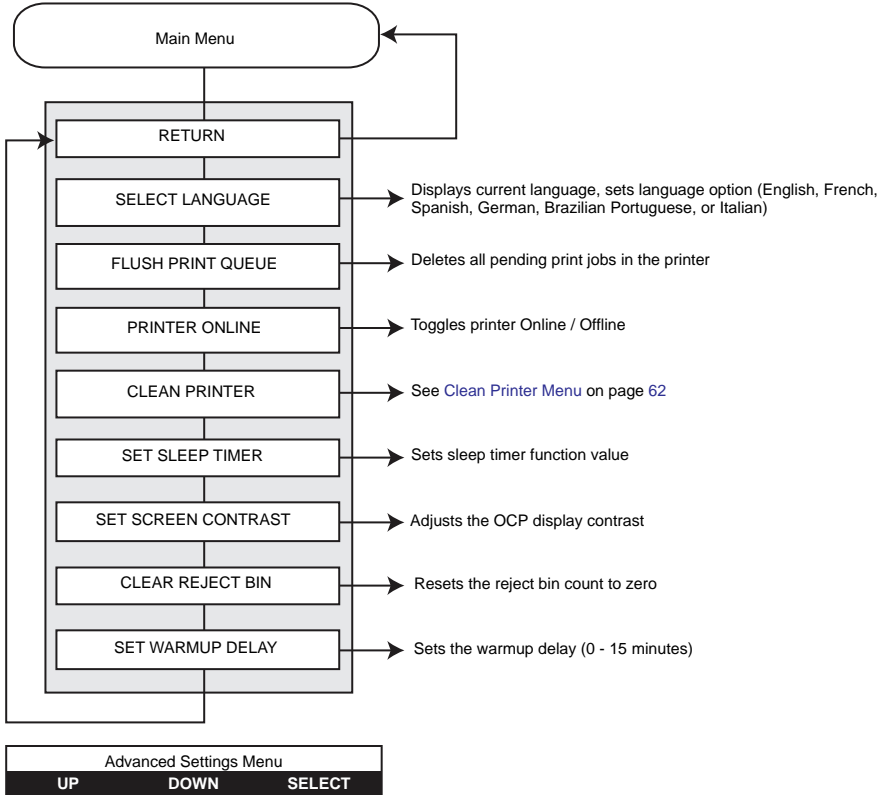 Main Menu
RETURN
SELECT LANGUAGE
Displays current language, sets language option (English, French,
Spanish, German, Brazilian Portuguese, or Italian)
FLUSH PRINT QUEUE
Deletes all pending print jobs in the printer
PRINTER ONLINE
Toggles printer Online / Offline
CLEAN PRINTER
See Clean Printer Menu on page 62
SET SLEEP TIMER
Sets sleep timer function value
SET SCREEN CONTRAST
Adjusts the OCP display contrast
CLEAR REJECT BIN
Resets the reject bin count to zero
SET WARMUP DELAY
Sets the warmup delay (0 - 15 minutes)
Advanced Settings Menu
UP DOWN SELECT